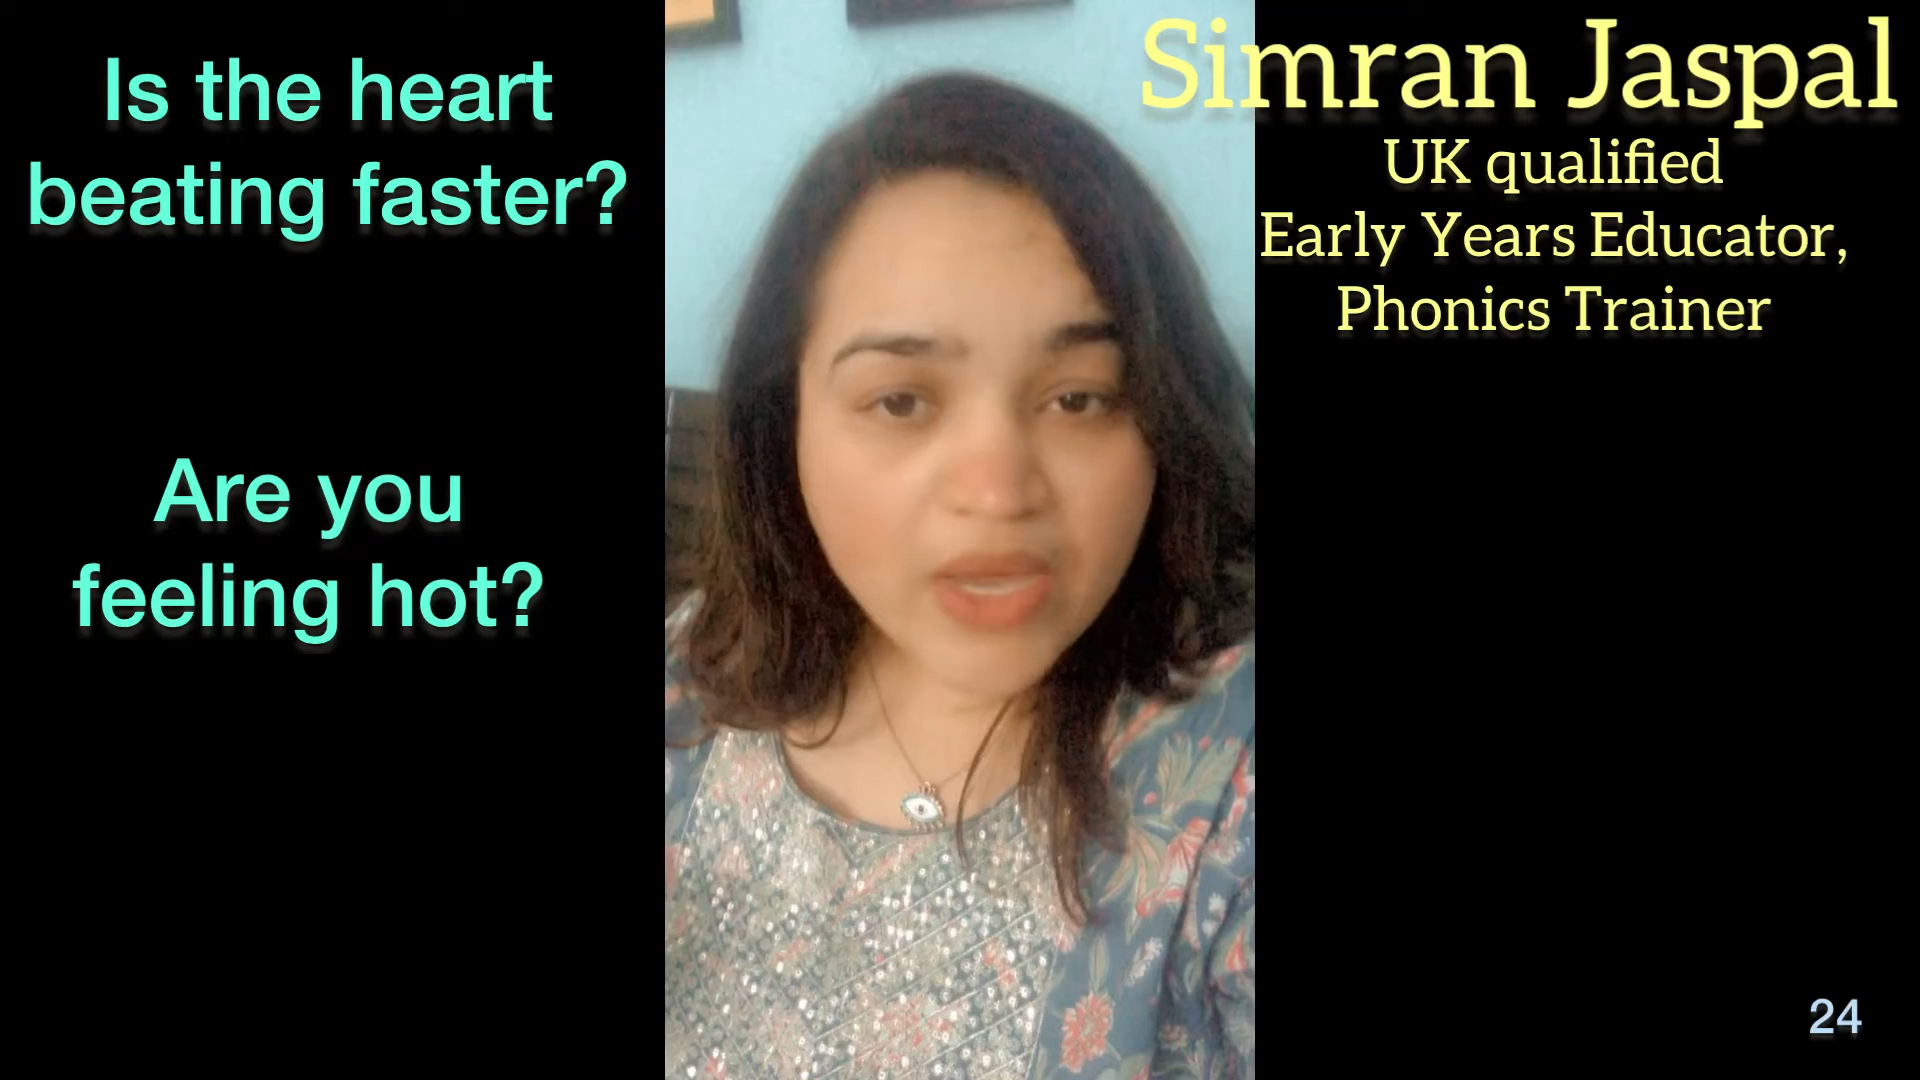 Is the heart
beating faster?
Are you
feeling hot?
Simran Jaspal
UK qualified
Early Years Educator,
Phonics Trainer
24